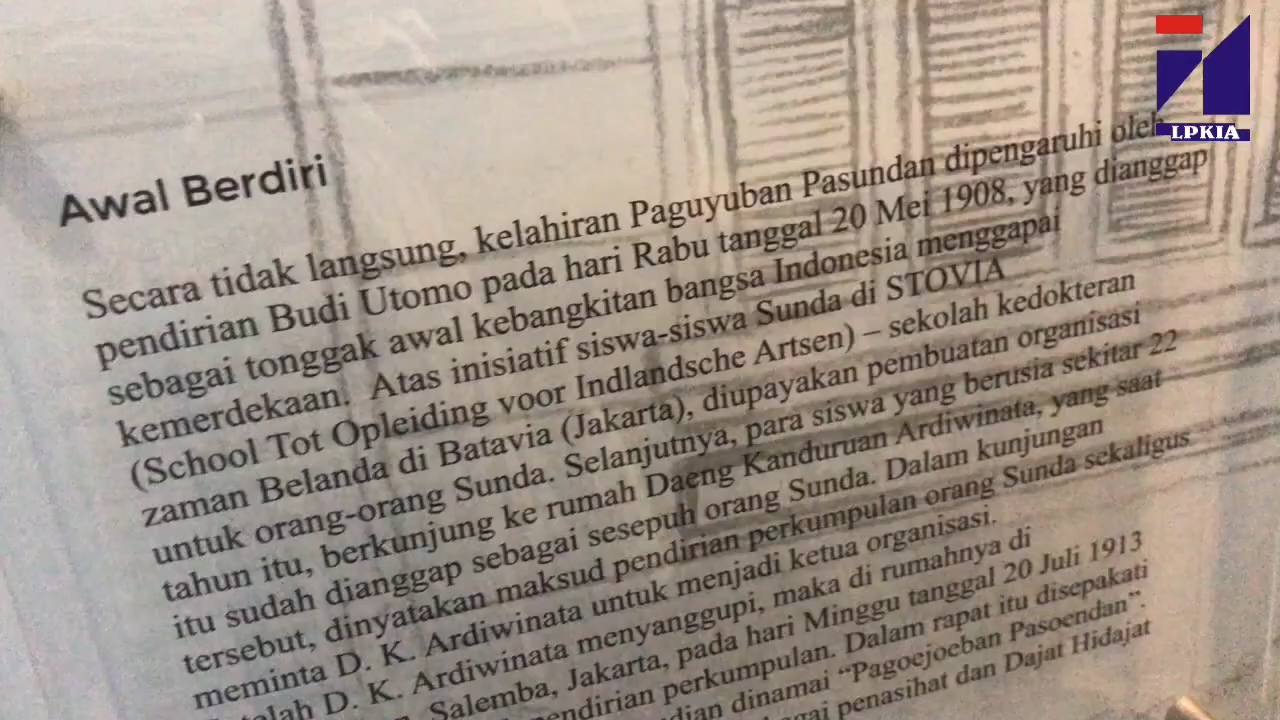 LPKIA
Awal Berdiri
Secara tidak langsung, kelahiran Paguyuban Pasundan dipengaruhi oleh
pendirian Budi Utomo pada hari Rabu tanggal 20 Mei 1908, yang dianggap
sebagai tonggak awal kebangkitan bangsa Indonesia menggapai
kemerdekaan. Atas inisiatif siswa-siswa Sunda di STOVIA
(School Tot Opleiding voor Indlandsche Artsen) – sekolah kedokteran
zaman Belanda di Batavia (Jakarta), diupayakan pembuatan organisasi
untuk orang-orang Sunda. Selanjutnya, para siswa yang berusia sekitar 22
tahun itu, berkunjung ke rumah Daeng Kanduruan Ardiwinata, yang saat
itu sudah dianggap sebagai sesepuh orang Sunda. Dalam kunjungan
tersebut, dinyatakan maksud pendirian perkumpulan orang Sunda sekaligus
meminta D. K. Ardiwinata untuk menjadi ketua organisasi.
D. K. Ardiwinata menyanggupi, maka di rumahnya di
Salemba, Jakarta, pada hari Minggu tanggal 20 Juli 1913
pendirian perkumpulan. Dalam rapat itu disepakati
dinamai “Pagoejoeban Pasoendan”.
penasihat dan Dajat Hidajat